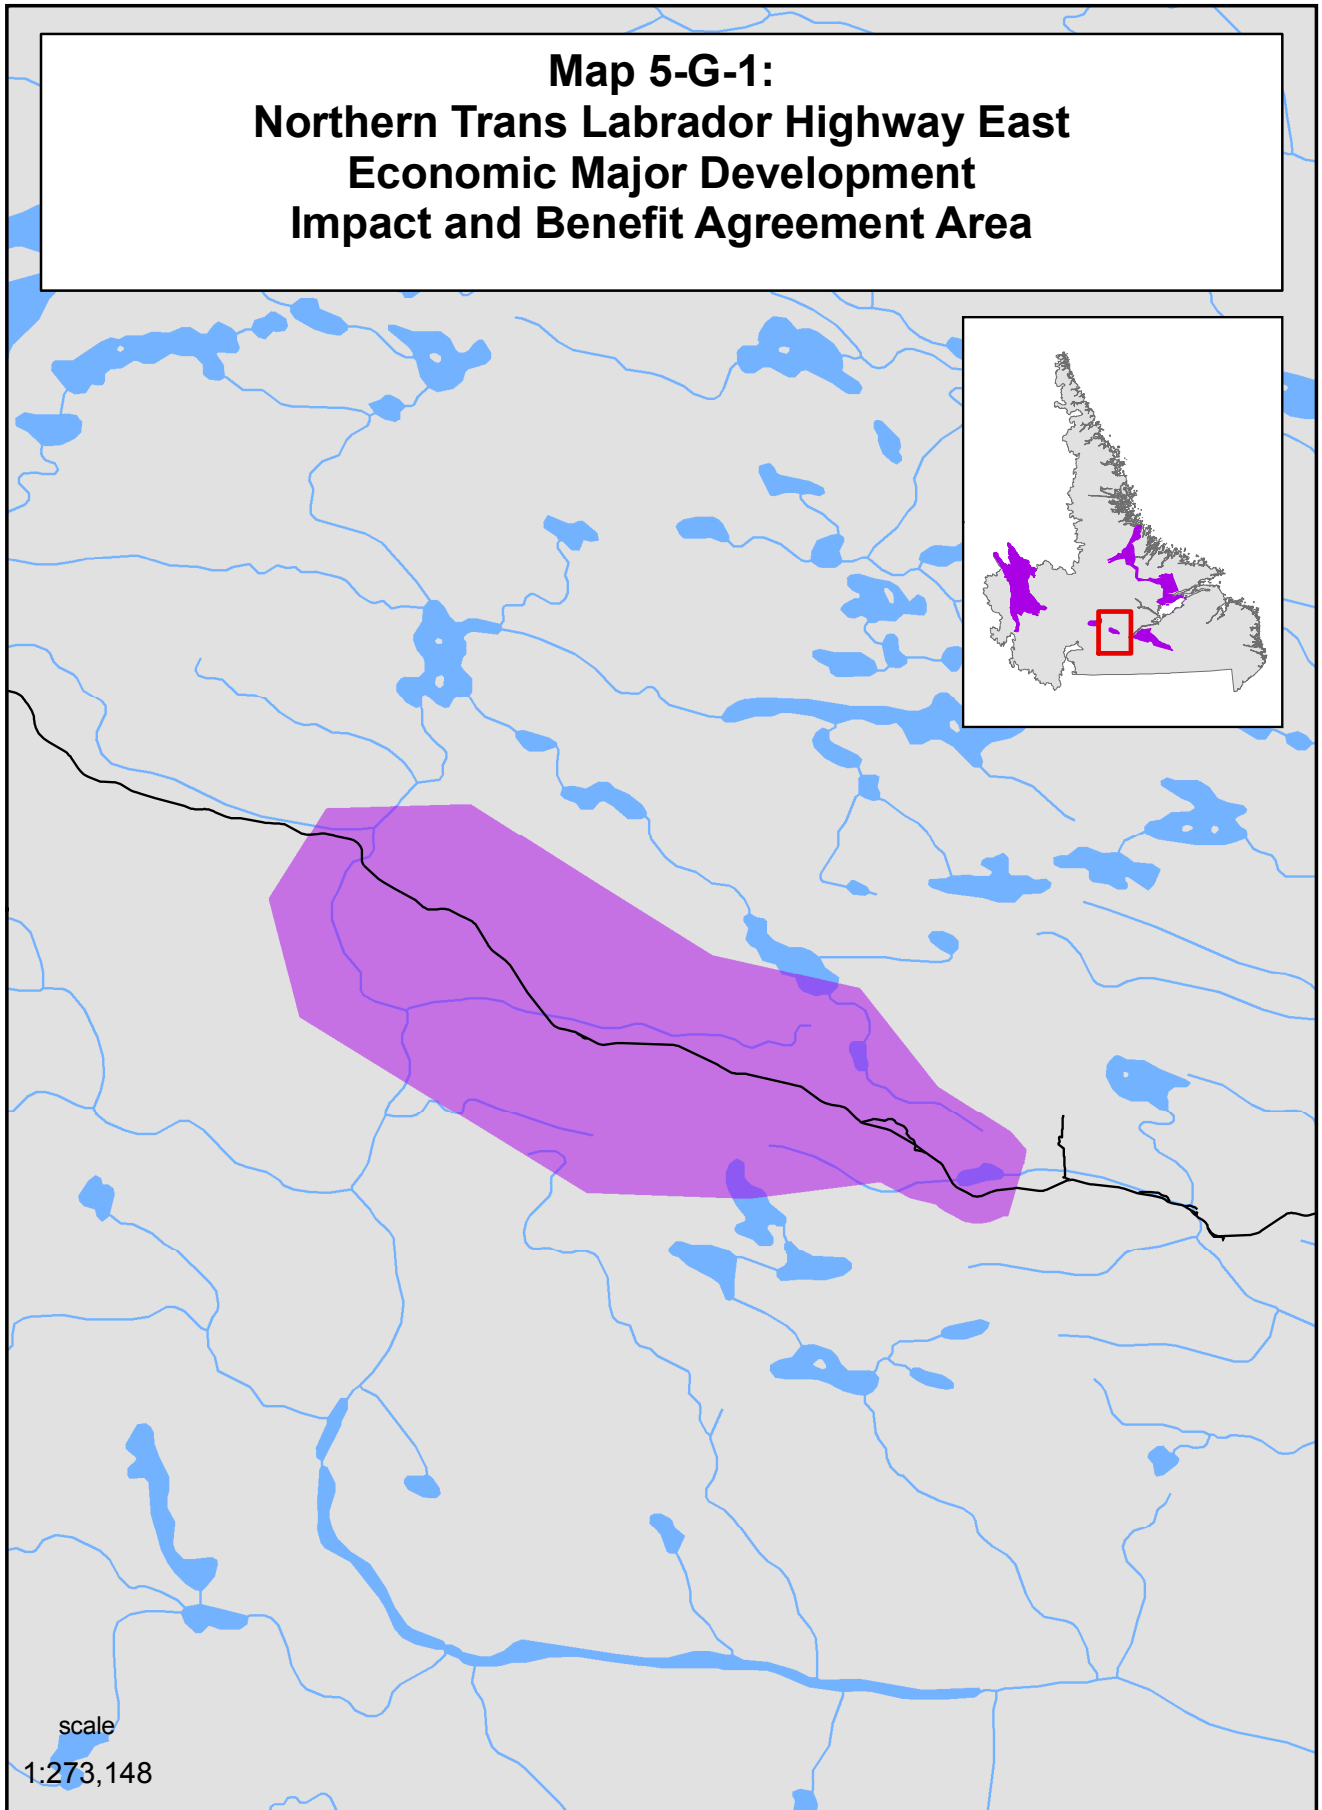 Map 5-G-1:
Northern Trans Labrador Highway East
Economic Major Development
Impact and Benefit Agreement Area
scale
1:273,148